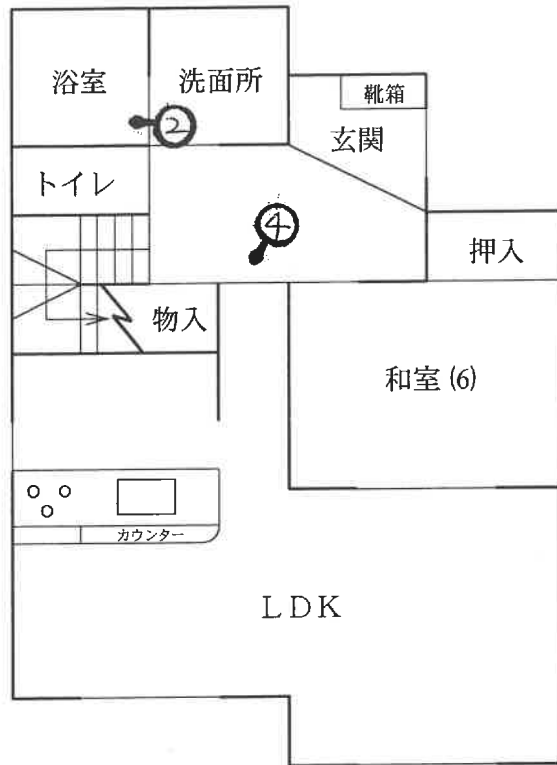 浴室
洗面所
靴箱
玄関
②
トイレ
④
押入
物入
和室 (6)
カウンター
LDK